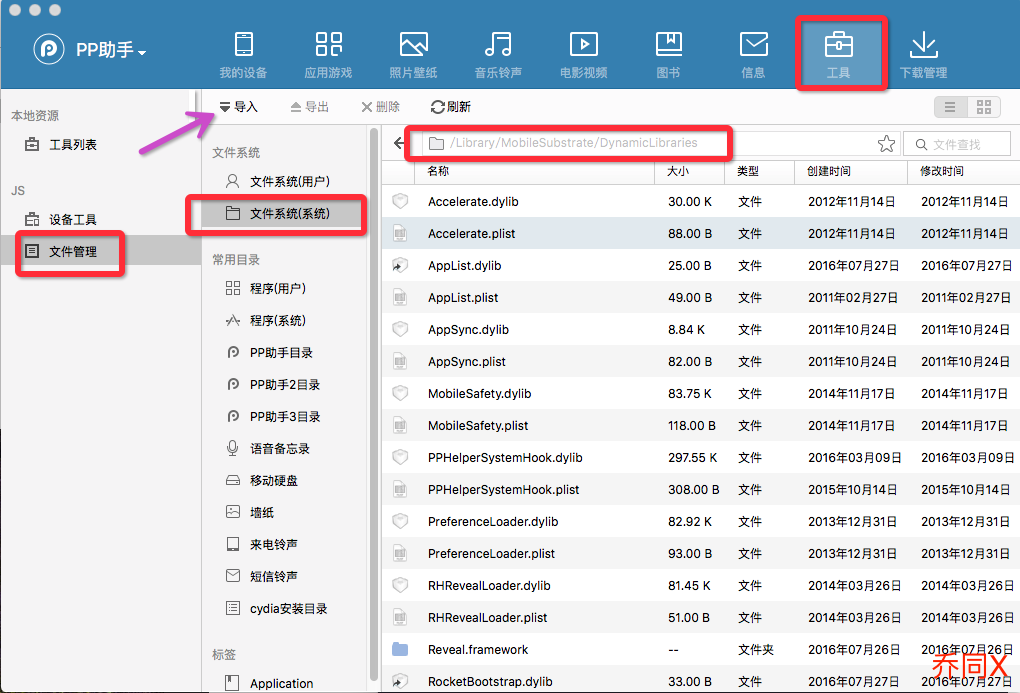 PP助手
我的设备 应用游戏 照片壁纸 音乐铃声 电影视频 图书 信息 工具 下载管理
导入 导出 删除 刷新
本地资源
工具列表
JS
设备工具
文件管理
文件系统
文件系统(用户)
文件系统(系统)
常用目录
程序(用户)
程序(系统)
PP助手目录
PP助手2目录
PP助手3目录
语音备忘录
移动硬盘
墙纸
来电铃声
短信铃声
cydia安装目录
标签
Application
/Library/MobileSubstrate/DynamicLibraries 文件查找
名称 大小 类型 创建时间 修改时间
Accelerate.dylib 30.00 K 文件 2012年11月14日 2012年11月14日
Accelerate.plist 88.00 B 文件 2012年11月14日 2012年11月14日
AppList.dylib 25.00 B 文件 2016年07月27日 2016年07月27日
AppList.plist 49.00 B 文件 2011年02月27日 2011年02月27日
AppSync.dylib 8.84 K 文件 2011年10月24日 2011年10月24日
AppSync.plist 82.00 B 文件 2011年10月24日 2011年10月24日
MobileSafety.dylib 83.75 K 文件 2014年11月17日 2014年11月17日
MobileSafety.plist 118.00 B 文件 2014年11月17日 2014年11月17日
PPHelperSystemHook.dylib 297.55 K 文件 2016年03月09日 2016年03月09日
PPHelperSystemHook.plist 308.00 B 文件 2015年10月14日 2015年10月14日
PreferenceLoader.dylib 82.92 K 文件 2013年12月31日 2013年12月31日
PreferenceLoader.plist 93.00 B 文件 2013年12月31日 2013年12月31日
RHRevealLoader.dylib 81.45 K 文件 2014年03月26日 2014年03月26日
RHRevealLoader.plist 51.00 B 文件 2014年03月26日 2014年03月26日
Reveal.framework -- 文件夹 2016年07月26日 2016年07月26日
RocketBootstrap.dylib 33.00 B 文件 2016年07月27日 2016年07月27日
乔同X